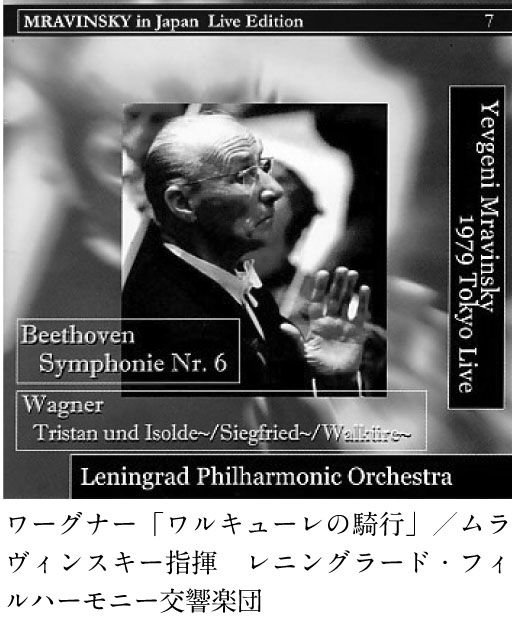 MRAVINSKY in Japan Live Edition 7
Yevgeni Mravinsky
1979 Tokyo Live
Beethoven
Symphonie Nr. 6
Wagner
Tristan und Isolde~/Siegfried~/Walküre~
Leningrad Philharmonic Orchestra
ワーグナー「ワルキューレの騎行」／ムラ
ヴィンスキー指揮　レニングラード・フィ
ルハーモニー交響楽団